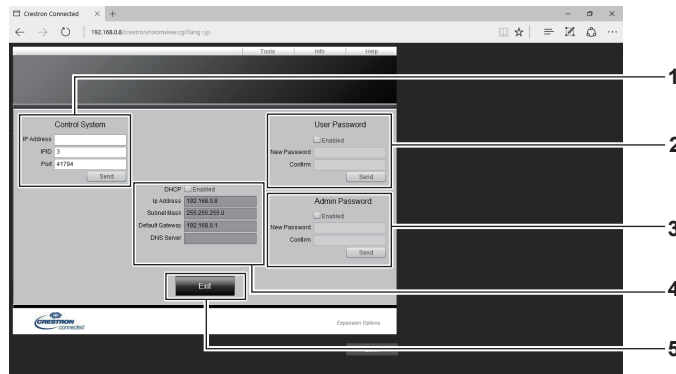 Crestron Connected
192.168.0.8/crestron/roomview.cgi?lang=jp
Tools Info Help
Control System
IP Address
IPID 3
Port 41794
Send
User Password
Enabled
New Password
Confirm
Send
DHCP Enabled
Ip Address 192.168.0.8
Subnet Mask 255.255.255.0
Default Gateway 192.168.0.1
DNS Server
Admin Password
Enabled
New Password
Confirm
Send
Exit
CRESTRON
connected
Expansion Options
1
2
3
4
5